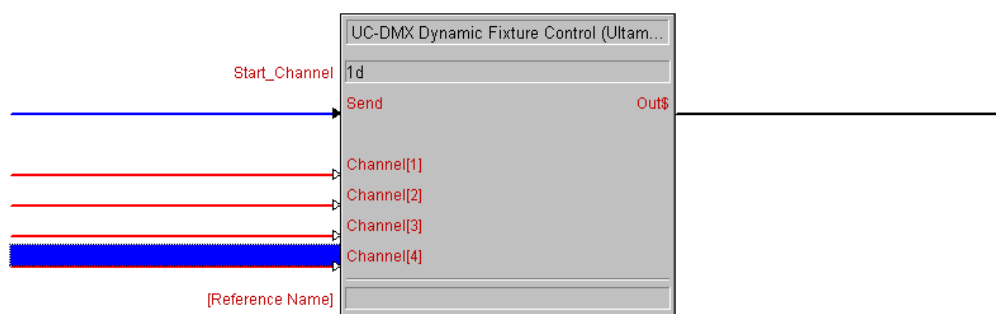 UC-DMX Dynamic Fixture Control (Ultam...
Start_Channel 1d
Send Out$
Channel[1]
Channel[2]
Channel[3]
Channel[4]
[Reference Name]